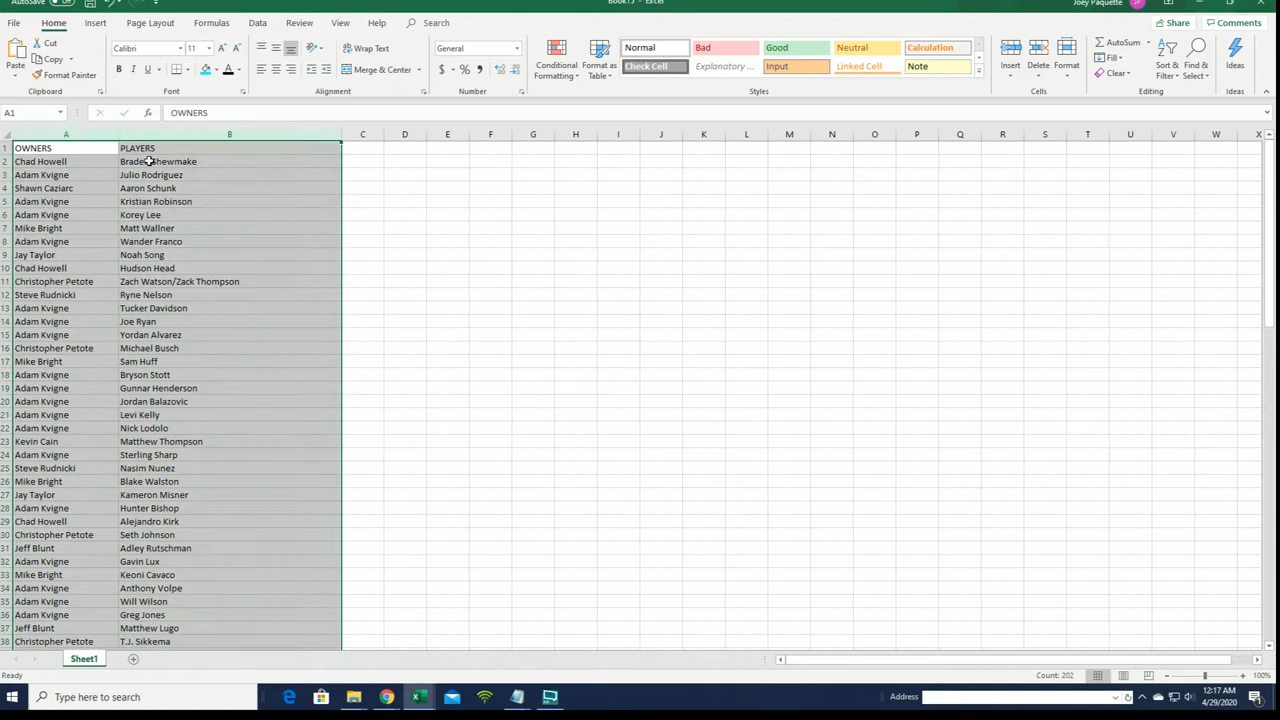 AutoSave Off Book15 - Excel Joey Paquette JP
File Home Insert Page Layout Formulas Data Review View Help Search Share Comments
Paste Cut Copy Format Painter Clipboard
Calibri 11 A A B I U A Font
Wrap Text Merge & Center Alignment
General $ % , Number
Conditional Formatting Format as Table
Normal Bad Good Neutral Calculation
Check Cell Explanatory ... Input Linked Cell Note
Styles
Insert Delete Format Cells
AutoSum Fill Clear Sort & Filter Find & Select Editing
Ideas Ideas
A1 fx OWNERS
A B C D E F G H I J K L M N O P Q R S T U V W X
1 OWNERS PLAYERS
2 Chad Howell Braden Shewmake
3 Adam Kvigne Julio Rodriguez
4 Shawn Caziarc Aaron Schunk
5 Adam Kvigne Kristian Robinson
6 Adam Kvigne Korey Lee
7 Mike Bright Matt Wallner
8 Adam Kvigne Wander Franco
9 Jay Taylor Noah Song
10 Chad Howell Hudson Head
11 Christopher Petote Zach Watson/Zack Thompson
12 Steve Rudnicki Ryne Nelson
13 Adam Kvigne Tucker Davidson
14 Adam Kvigne Joe Ryan
15 Adam Kvigne Yordan Alvarez
16 Christopher Petote Michael Busch
17 Mike Bright Sam Huff
18 Adam Kvigne Bryson Stott
19 Adam Kvigne Gunnar Henderson
20 Adam Kvigne Jordan Balazovic
21 Adam Kvigne Levi Kelly
22 Adam Kvigne Nick Lodolo
23 Kevin Cain Matthew Thompson
24 Adam Kvigne Sterling Sharp
25 Steve Rudnicki Nasim Nunez
26 Mike Bright Blake Walston
27 Jay Taylor Kameron Misner
28 Adam Kvigne Hunter Bishop
29 Chad Howell Alejandro Kirk
30 Christopher Petote Seth Johnson
31 Jeff Blunt Adley Rutschman
32 Adam Kvigne Gavin Lux
33 Mike Bright Keoni Cavaco
34 Adam Kvigne Anthony Volpe
35 Adam Kvigne Will Wilson
36 Adam Kvigne Greg Jones
37 Jeff Blunt Matthew Lugo
38 Christopher Petote T.J. Sikkema
Sheet1
Ready Count: 202 100%
Type here to search Address 12:17 AM
4/29/2020